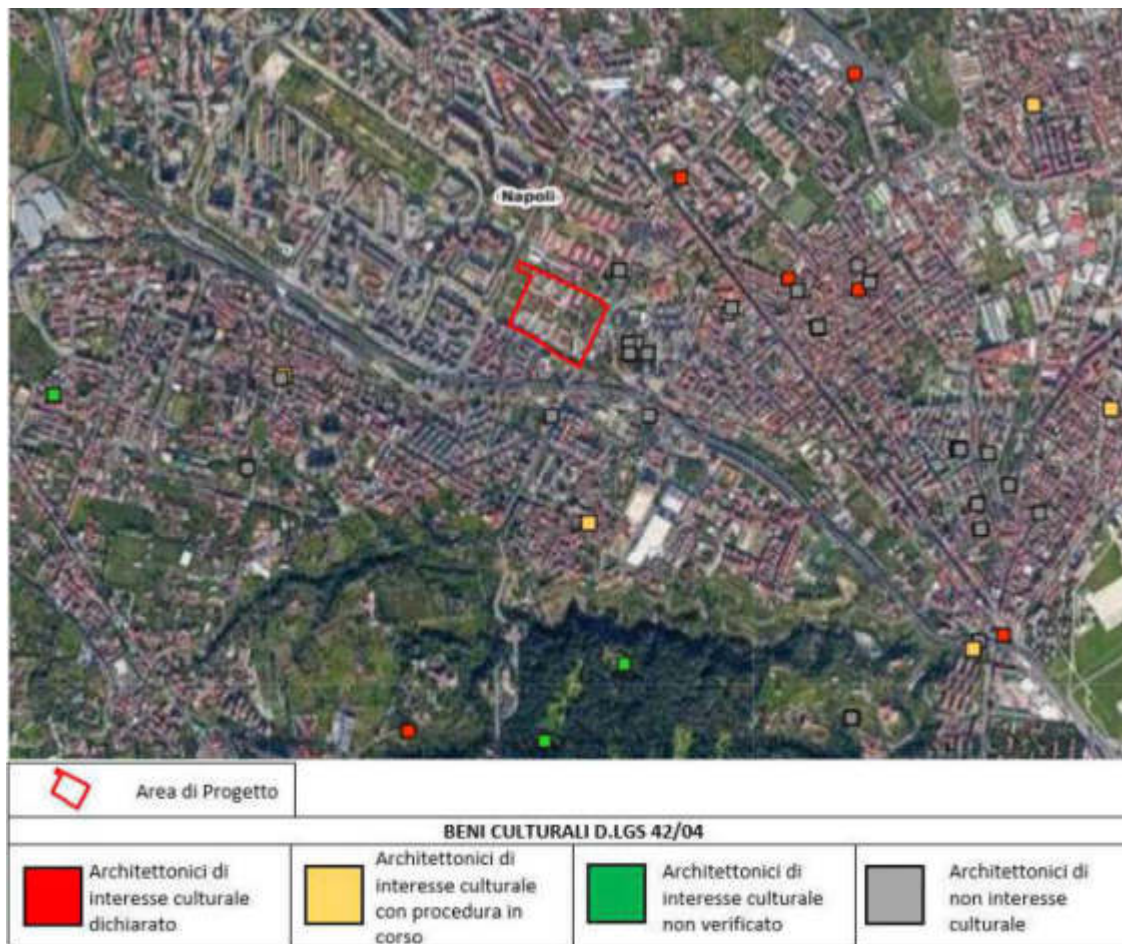 Napoli
Area di Progetto
BENI CULTURALI D.LGS 42/04
Architettonici di
interesse culturale
dichiarato
Architettonici di
interesse culturale
con procedura in
corso
Architettonici di
interesse culturale
non verificato
Architettonici di
non interesse
culturale